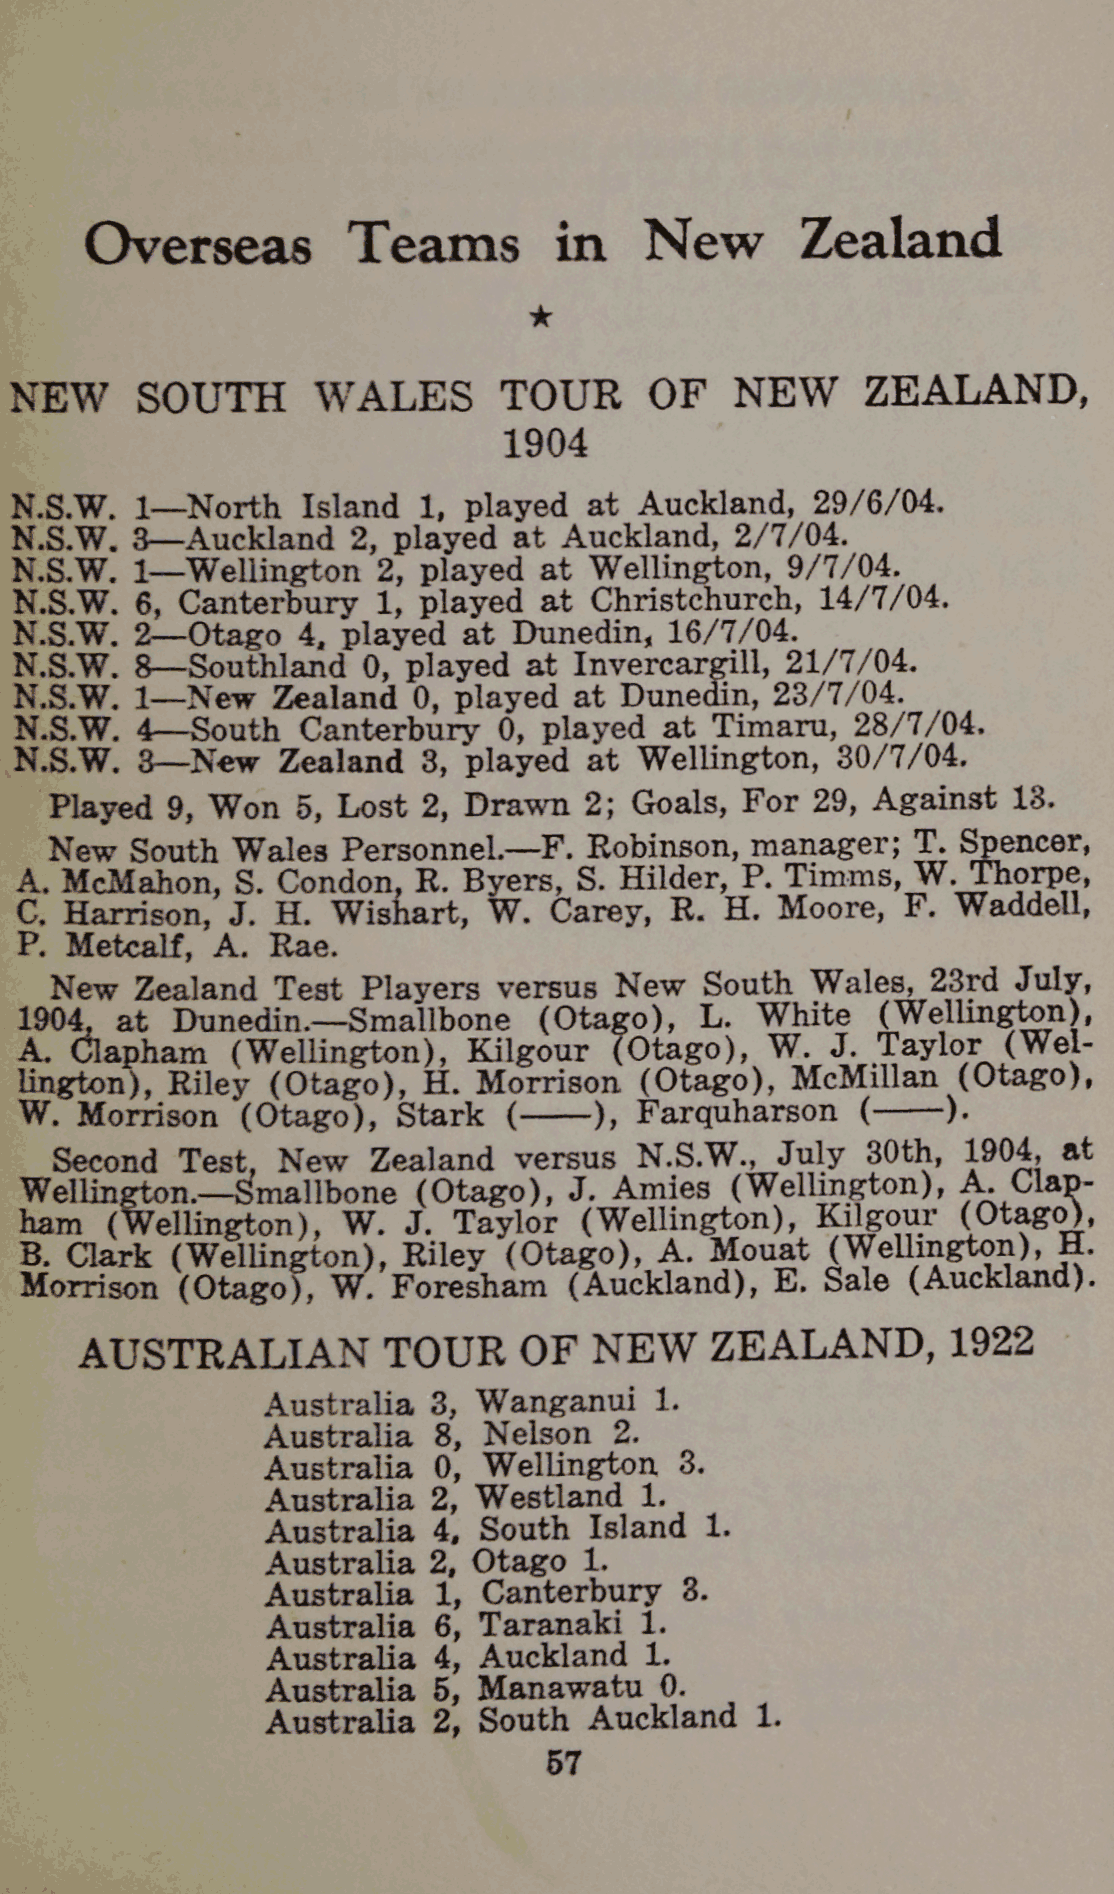 Overseas Teams in New Zealand
★
NEW SOUTH WALES TOUR OF NEW ZEALAND,
1904
N.S.W. 1—North Island 1, played at Auckland, 29/6/04.
N.S.W. 3—Auckland 2, played at Auckland, 2/7/04.
N.S.W. 1—Wellington 2, played at Wellington, 9/7/04.
N.S.W. 6, Canterbury 1, played at Christchurch, 14/7/04.
N.S.W. 2—Otago 4, played at Dunedin, 16/7/04.
N.S.W. 8—Southland 0, played at Invercargill, 21/7/04.
N.S.W. 1—New Zealand 0, played at Dunedin, 23/7/04.
N.S.W. 4—South Canterbury 0, played at Timaru, 28/7/04.
N.S.W. 3—New Zealand 3, played at Wellington, 30/7/04.
Played 9, Won 5, Lost 2, Drawn 2; Goals, For 29, Against 13.
New South Wales Personnel.—F. Robinson, manager; T. Spencer,
A. McMahon, S. Condon, R. Byers, S. Hilder, P. Timms, W. Thorpe,
C. Harrison, J. H. Wishart, W. Carey, R. H. Moore, F. Waddell,
P. Metcalf, A. Rae.
New Zealand Test Players versus New South Wales, 23rd July,
1904, at Dunedin.—Smallbone (Otago), L. White (Wellington),
A. Clapham (Wellington), Kilgour (Otago), W. J. Taylor (Wel-
lington), Riley (Otago), H. Morrison (Otago), McMillan (Otago),
W. Morrison (Otago), Stark (——), Farquharson (——).
Second Test, New Zealand versus N.S.W., July 30th, 1904, at
Wellington.—Smallbone (Otago), J. Amies (Wellington), A. Clap-
ham (Wellington), W. J. Taylor (Wellington), Kilgour (Otago),
B. Clark (Wellington), Riley (Otago), A. Mouat (Wellington), H.
Morrison (Otago), W. Foresham (Auckland), E. Sale (Auckland).
AUSTRALIAN TOUR OF NEW ZEALAND, 1922
Australia 3, Wanganui 1.
Australia 8, Nelson 2.
Australia 0, Wellington 3.
Australia 2, Westland 1.
Australia 4, South Island 1.
Australia 2, Otago 1.
Australia 1, Canterbury 3.
Australia 6, Taranaki 1.
Australia 4, Auckland 1.
Australia 5, Manawatu 0.
Australia 2, South Auckland 1.
57